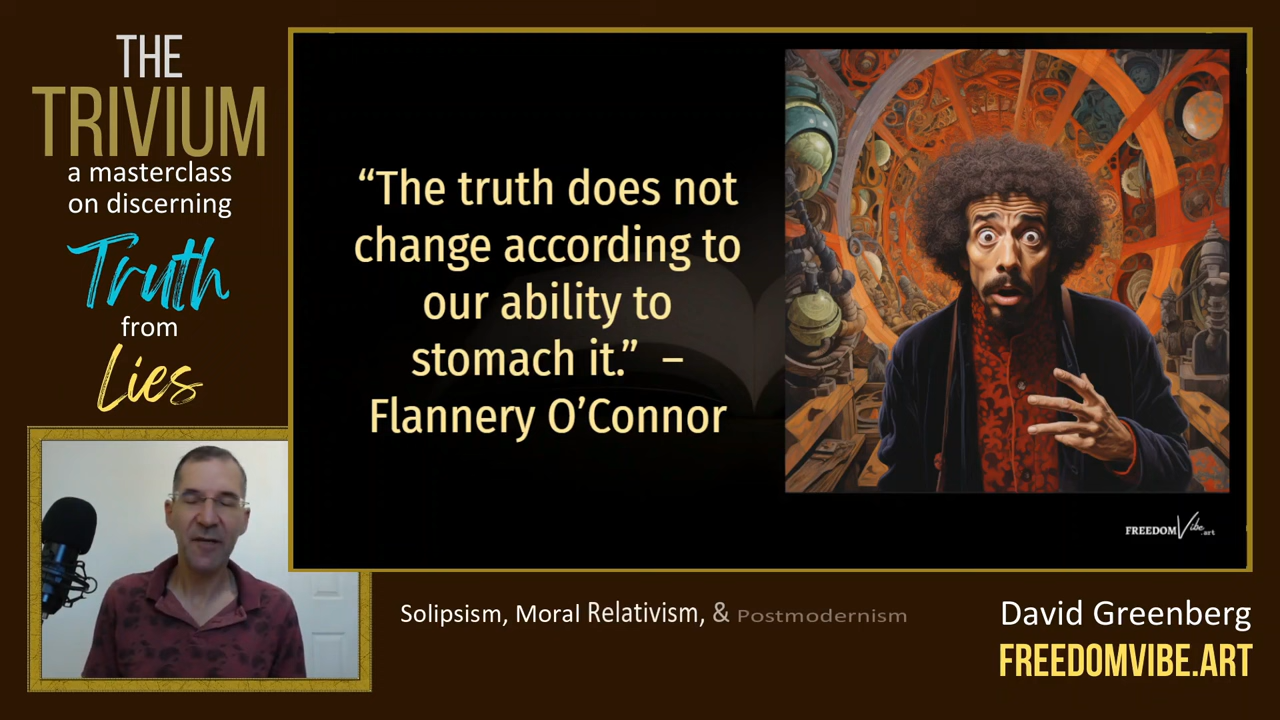 THE
TRIVIUM
a masterclass
on discerning
Truth
from
Lies
“The truth does not
change according to
our ability to
stomach it.” –
Flannery O’Connor
FREEDOMVibe.art
Solipsism, Moral Relativism, & Postmodernism
David Greenberg
FREEDOMVIBE.ART